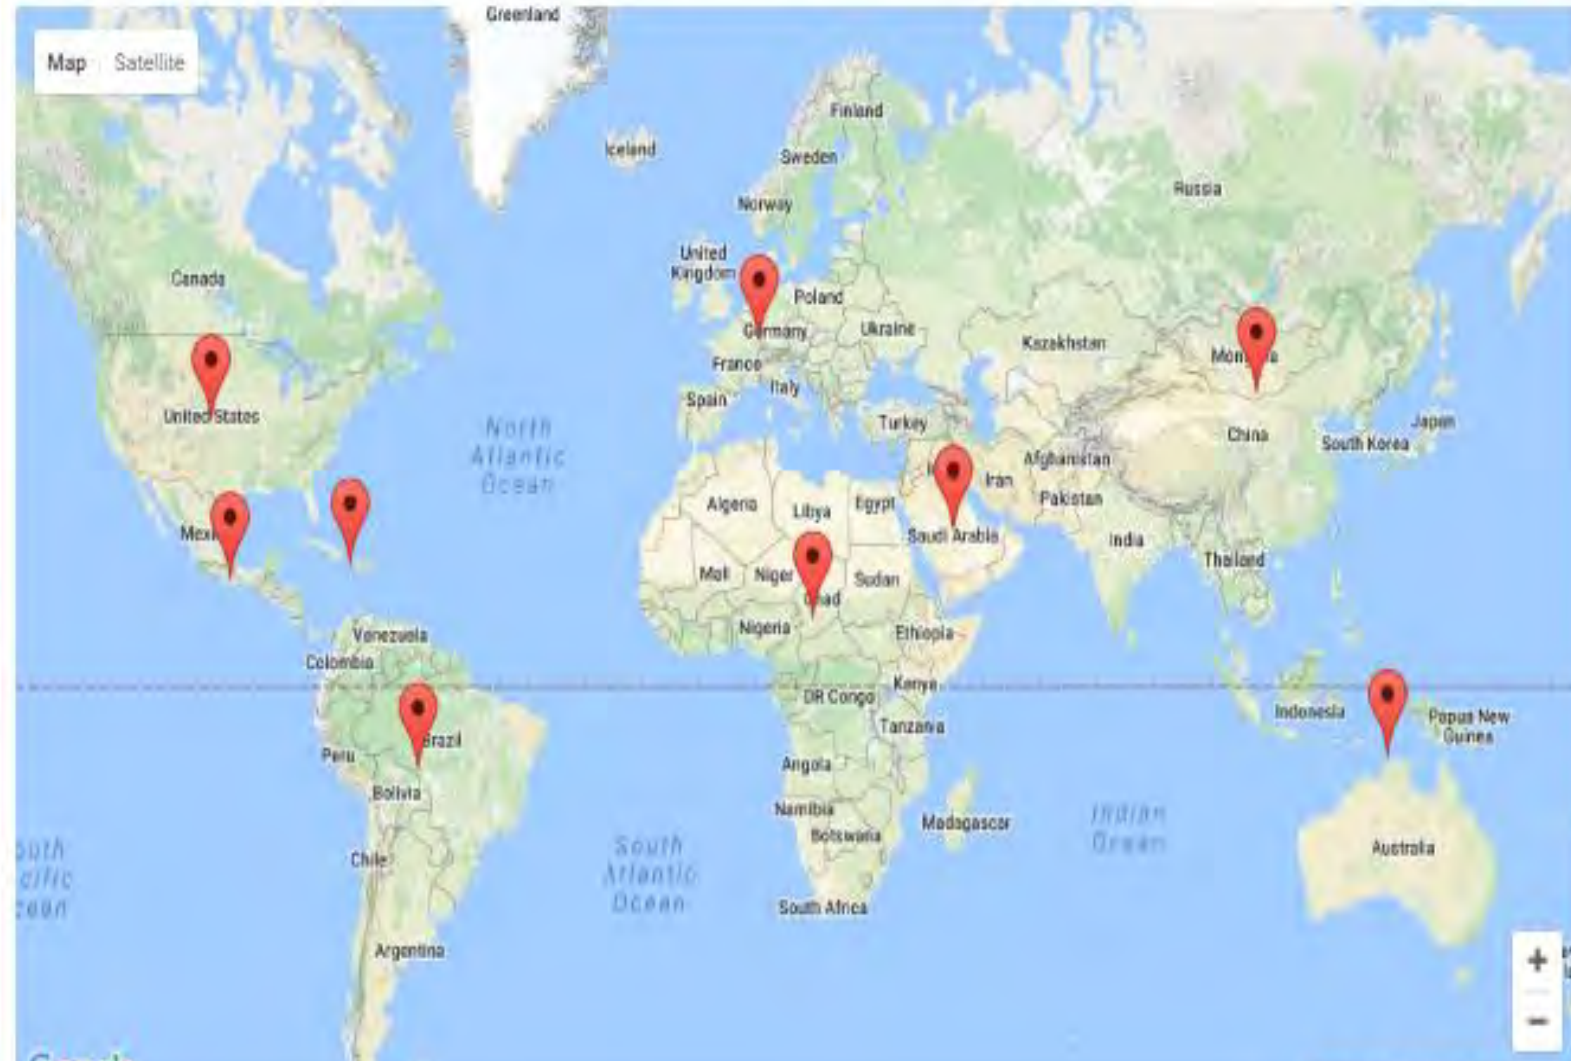 Greenland
Map
Satellite
Finland
Iceland
Sweden
Russia
Norway
United
Kingdom
Canada
Poland
Germany
Ukraine
Kazakhstan
France
Italy
Spain
United States
Turkey
Japan
China
South Korea
North
Atlantic
Ocean
Afghanistan
Iran
Pakistan
Algeria
Libya
Egypt
Saudi Arabia
India
Thailand
Mali
Niger
Sudan
Nigeria
Ethiopia
Venezuela
Colombia
Kenya
DR Congo
Indonesia
Papua New
Guinea
Tanzania
Brazil
Peru
Angola
Bolivia
Namibia
Botswana
Madagascar
Indian
Ocean
South
Atlantic
Ocean
Australia
Chile
South Africa
Argentina
+
−